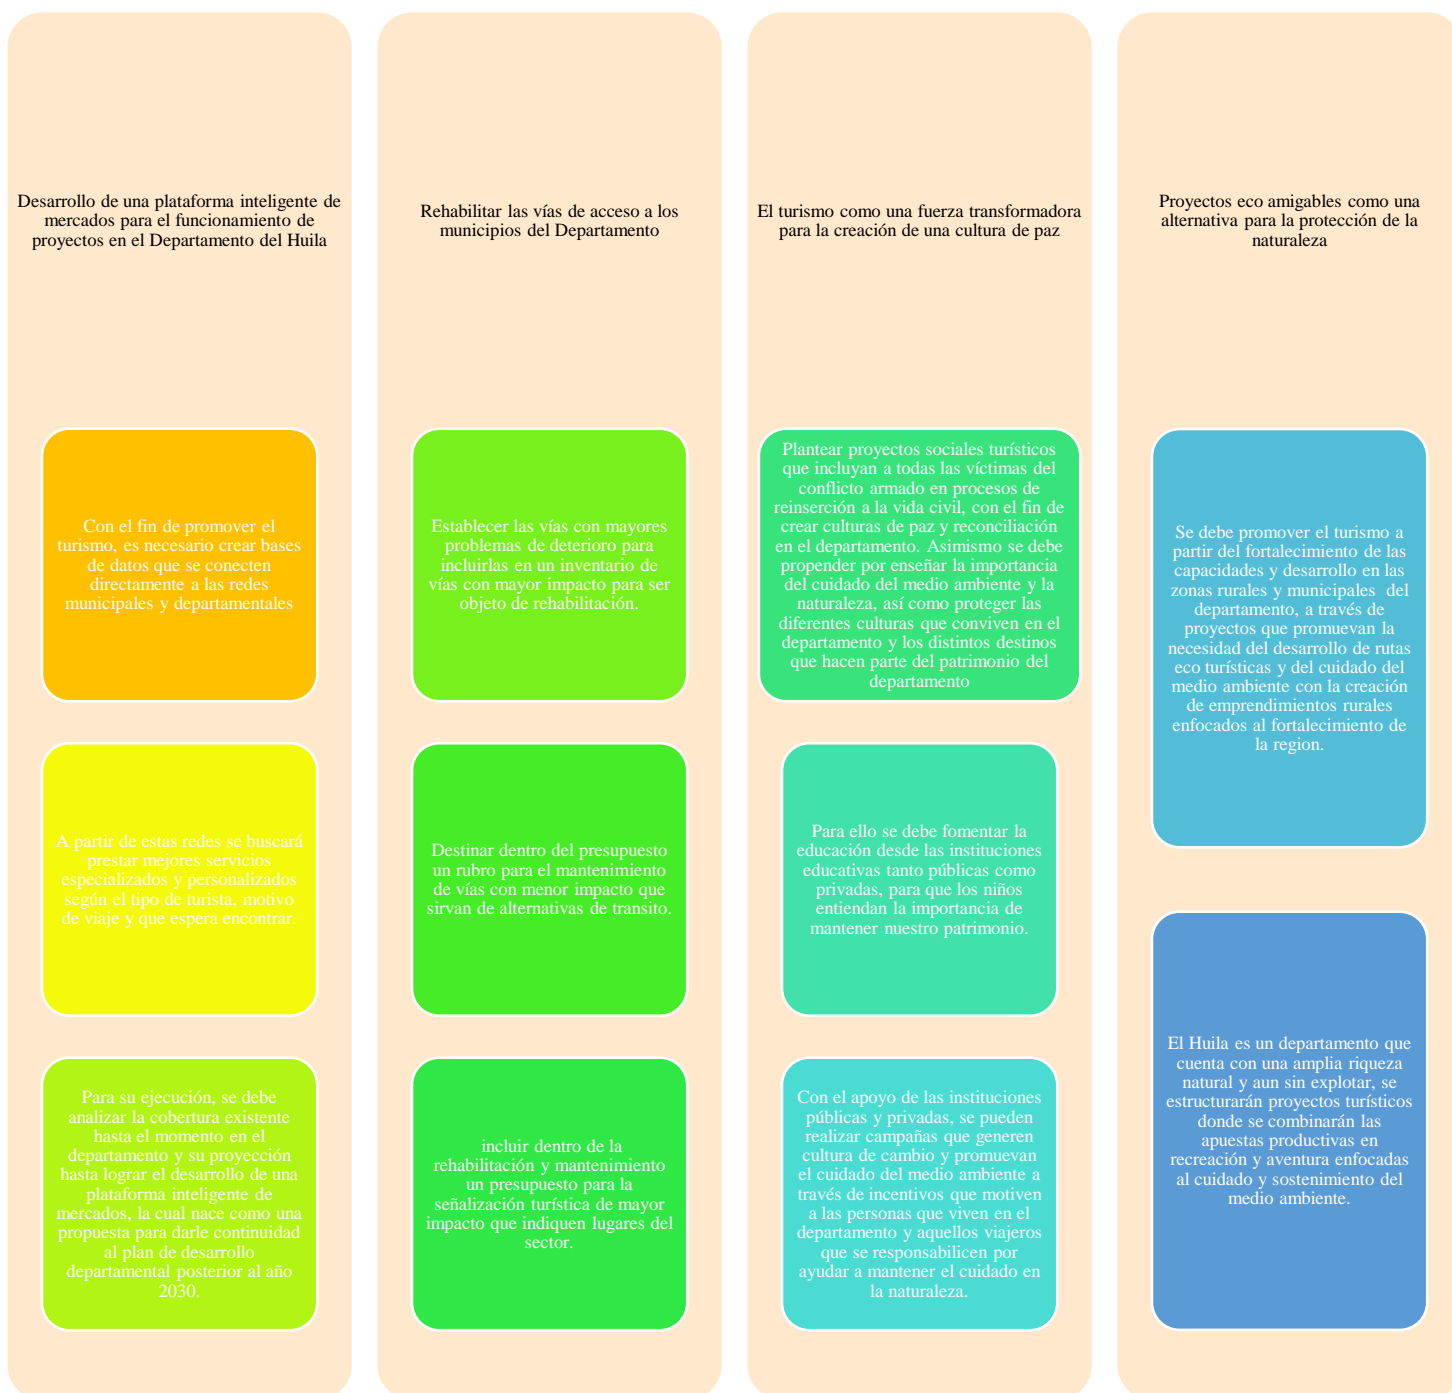 Desarrollo de una plataforma inteligente de
mercados para el funcionamiento de
proyectos en el Departamento del Huila
Con el fin de promover el
turismo, es necesario crear bases
de datos que se conecten
directamente a las redes
municipales y departamentales
A partir de estas redes se buscará
prestar mejores servicios
especializados y personalizados
según el tipo de turista, motivo
de viaje y que espera encontrar.
Para su ejecución, se debe
analizar la cobertura existente
hasta el momento en el
departamento y su proyección
hasta lograr el desarrollo de una
plataforma inteligente de
mercados, la cual nace como una
propuesta para darle continuidad
al plan de desarrollo
departamental posterior al año
2030.
Rehabilitar las vías de acceso a los
municipios del Departamento
Establecer las vías con mayores
problemas de deterioro para
incluirlas en un inventario de
vías con mayor impacto para ser
objeto de rehabilitación.
Destinar dentro del presupuesto
un rubro para el mantenimiento
de vías con menor impacto que
sirvan de alternativas de transito.
incluir dentro de la
rehabilitación y mantenimiento
un presupuesto para la
señalización turística de mayor
impacto que indiquen lugares del
sector.
El turismo como una fuerza transformadora
para la creación de una cultura de paz
Plantear proyectos sociales turísticos
que incluyan a todas las víctimas del
conflicto armado en procesos de
reinserción a la vida civil, con el fin de
crear culturas de paz y reconciliación
en el departamento. Asimismo se debe
propender por enseñar la importancia
del cuidado del medio ambiente y la
naturaleza, así como proteger las
diferentes culturas que conviven en el
departamento y los distintos destinos
que hacen parte del patrimonio del
departamento
Para ello se debe fomentar la
educación desde las instituciones
educativas tanto públicas como
privadas, para que los niños
entiendan la importancia de
mantener nuestro patrimonio.
Con el apoyo de las instituciones
públicas y privadas, se pueden
realizar campañas que generen
cultura de cambio y promuevan
el cuidado del medio ambiente a
través de incentivos que motiven
a las personas que viven en el
departamento y aquellos viajeros
que se responsabilicen por
ayudar a mantener el cuidado en
la naturaleza.
Proyectos eco amigables como una
alternativa para la protección de la
naturaleza
Se debe promover el turismo a
partir del fortalecimiento de las
capacidades y desarrollo en las
zonas rurales y municipales del
departamento, a través de
proyectos que promuevan la
necesidad del desarrollo de rutas
eco turísticas y del cuidado del
medio ambiente con la creación
de emprendimientos rurales
enfocados al fortalecimiento de
la region.
El Huila es un departamento que
cuenta con una amplia riqueza
natural y aun sin explotar, se
estructurarán proyectos turísticos
donde se combinarán las
apuestas productivas en
recreación y aventura enfocadas
al cuidado y sostenimiento del
medio ambiente.